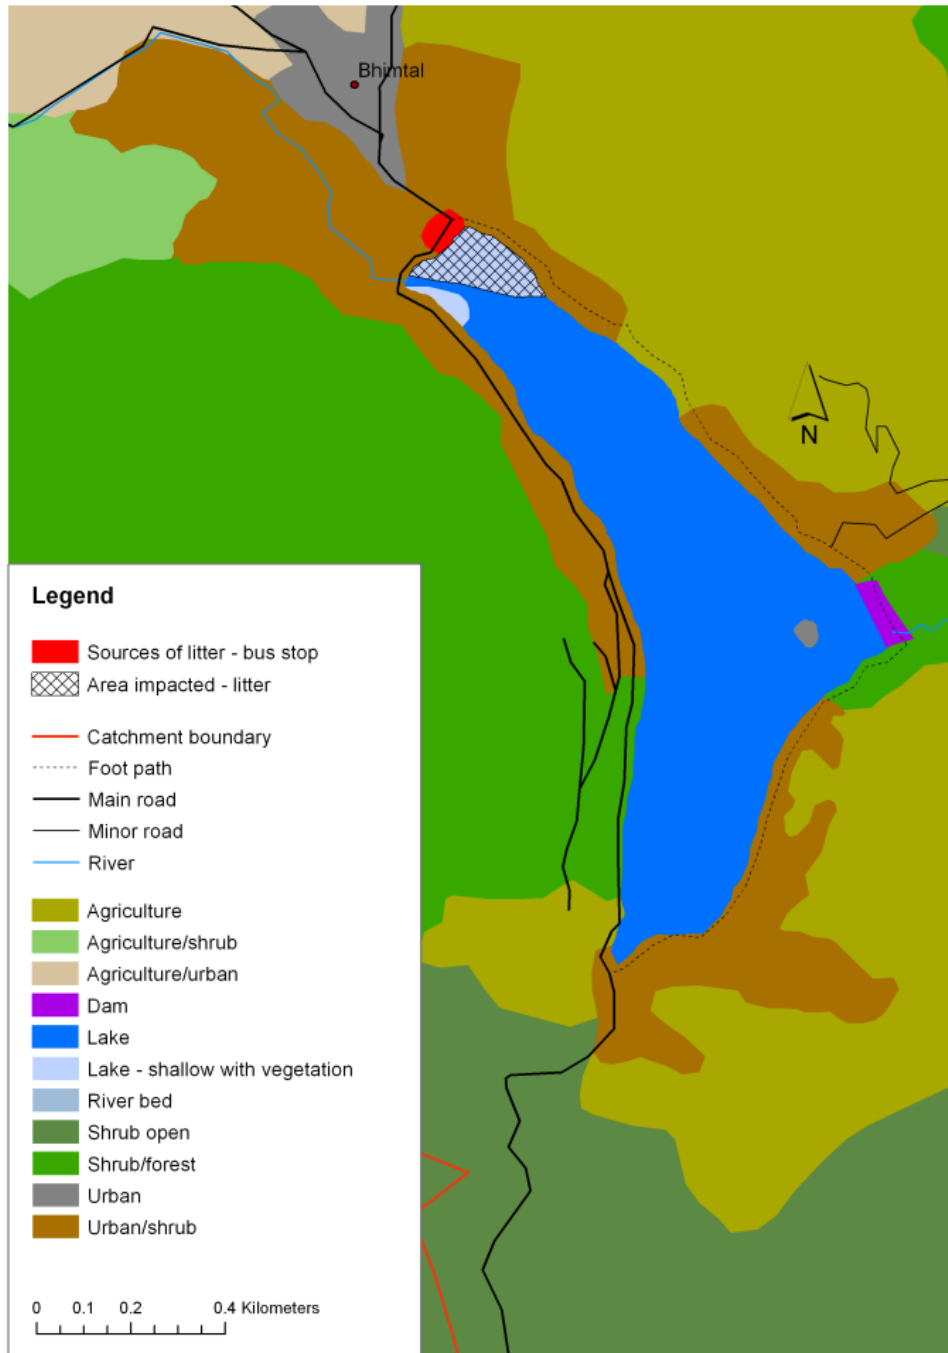 Bhimtal
N
Legend
Sources of litter - bus stop
Area impacted - litter
Catchment boundary
Foot path
Main road
Minor road
River
Agriculture
Agriculture/shrub
Agriculture/urban
Dam
Lake
Lake - shallow with vegetation
River bed
Shrub open
Shrub/forest
Urban
Urban/shrub
0 0.1 0.2 0.4 Kilometers